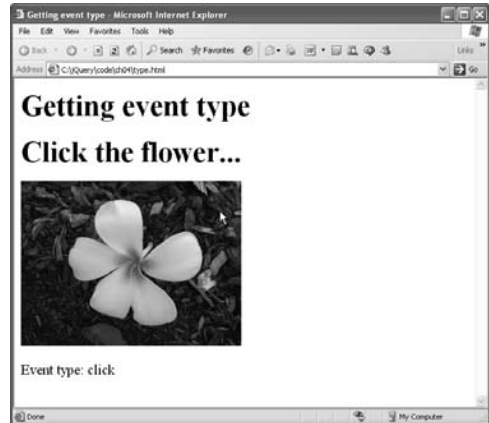 Getting event type - Microsoft Internet Explorer
File Edit View Favorites Tools Help
Back Search Favorites Links »
Address C:\jQuery\code\ch04\type.html Go
Getting event type
Click the flower...
Event type: click
Done My Computer